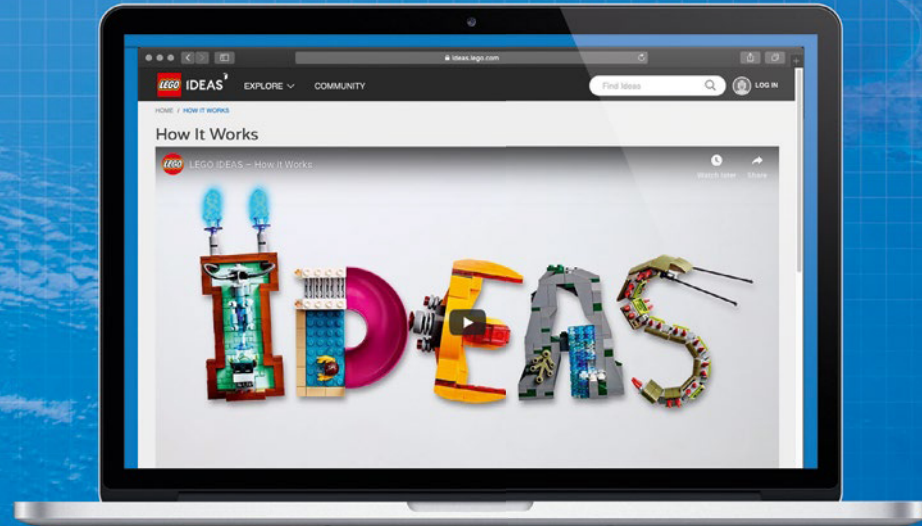 ideas.lego.com
LEGO IDEAS EXPLORE COMMUNITY Find Ideas LOG IN
HOME / HOW IT WORKS
How It Works
LEGO LEGO IDEAS – How it Works
Watch later Share
IDEAS